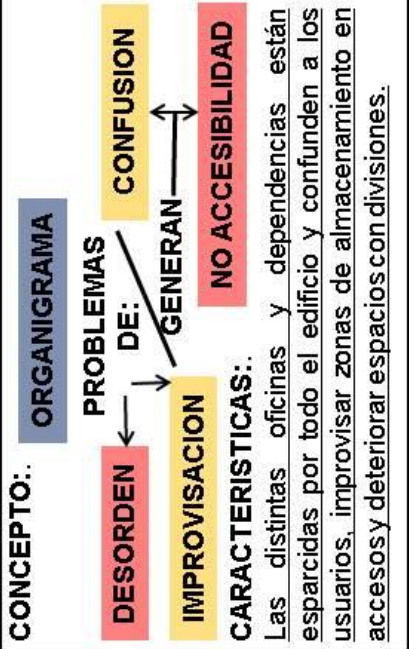 CONCEPTO:.
ORGANIGRAMA
PROBLEMAS
DE:
DESORDEN
CONFUSION
IMPROVISACION
GENERAN
NO ACCESIBILIDAD
CARACTERISTICAS:.
Las distintas oficinas y dependencias están
esparcidas por todo el edificio y confunden a los
usuarios, improvisar zonas de almacenamiento en
accesos y deteriorar espacios con divisiones.